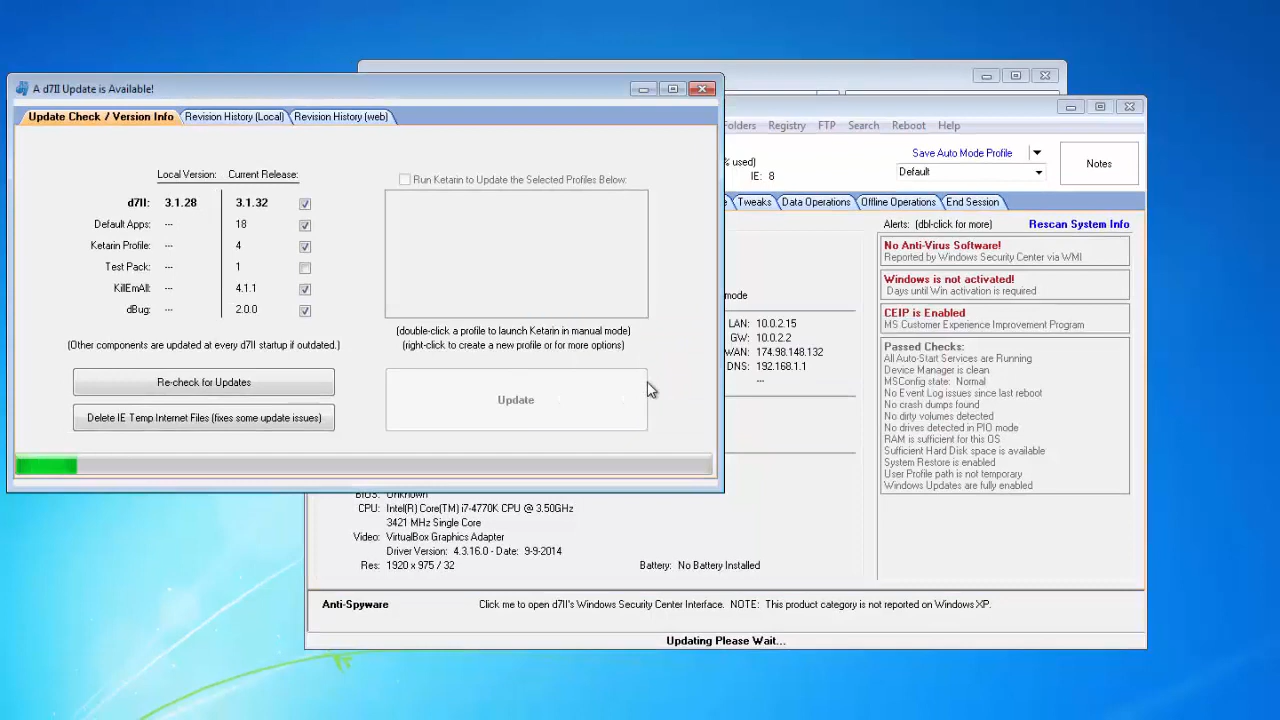 A d7II Update is Available!
Update Check / Version Info
Revision History (Local)
Revision History (web)
Local Version: Current Release:
d7II: 3.1.28 3.1.32
Default Apps: --- 18
Ketarin Profile: --- 4
Test Pack: --- 1
KillEmAll: --- 4.1.1
dBug: --- 2.0.0
(Other components are updated at every d7II startup if outdated.)
Re-check for Updates
Delete IE Temp Internet Files (fixes some update issues)
Run Ketarin to Update the Selected Profiles Below:
(double-click a profile to launch Ketarin in manual mode)
(right-click to create a new profile or for more options)
Update
olders Registry FTP Search Reboot Help
% used)
IE: 8
Save Auto Mode Profile
Default
Notes
Tweaks Data Operations Offline Operations End Session
mode
LAN: 10.0.2.15
GW: 10.0.2.2
WAN: 174.98.148.132
DNS: 192.168.1.1
---
Alerts: (dbl-click for more) Rescan System Info
No Anti-Virus Software!
Reported by Windows Security Center via WMI
Windows is not activated!
Days until Win activation is required
CEIP is Enabled
MS Customer Experience Improvement Program
Passed Checks:
All Auto-Start Services are Running
Device Manager is clean
MSConfig state: Normal
No Event Log issues since last reboot
No crash dumps found
No dirty volumes detected
No drives detected in PIO mode
RAM is sufficient for this OS
Sufficient Hard Disk space is available
System Restore is enabled
User Profile path is not temporary
Windows Updates are fully enabled
BIOS: Unknown
CPU: Intel(R) Core(TM) i7-4770K CPU @ 3.50GHz
3421 MHz Single Core
Video: VirtualBox Graphics Adapter
Driver Version: 4.3.16.0 - Date: 9-9-2014
Res: 1920 x 975 / 32
Battery: No Battery Installed
Anti-Spyware
Click me to open d7II's Windows Security Center Interface. NOTE: This product category is not reported on Windows XP.
Updating Please Wait...